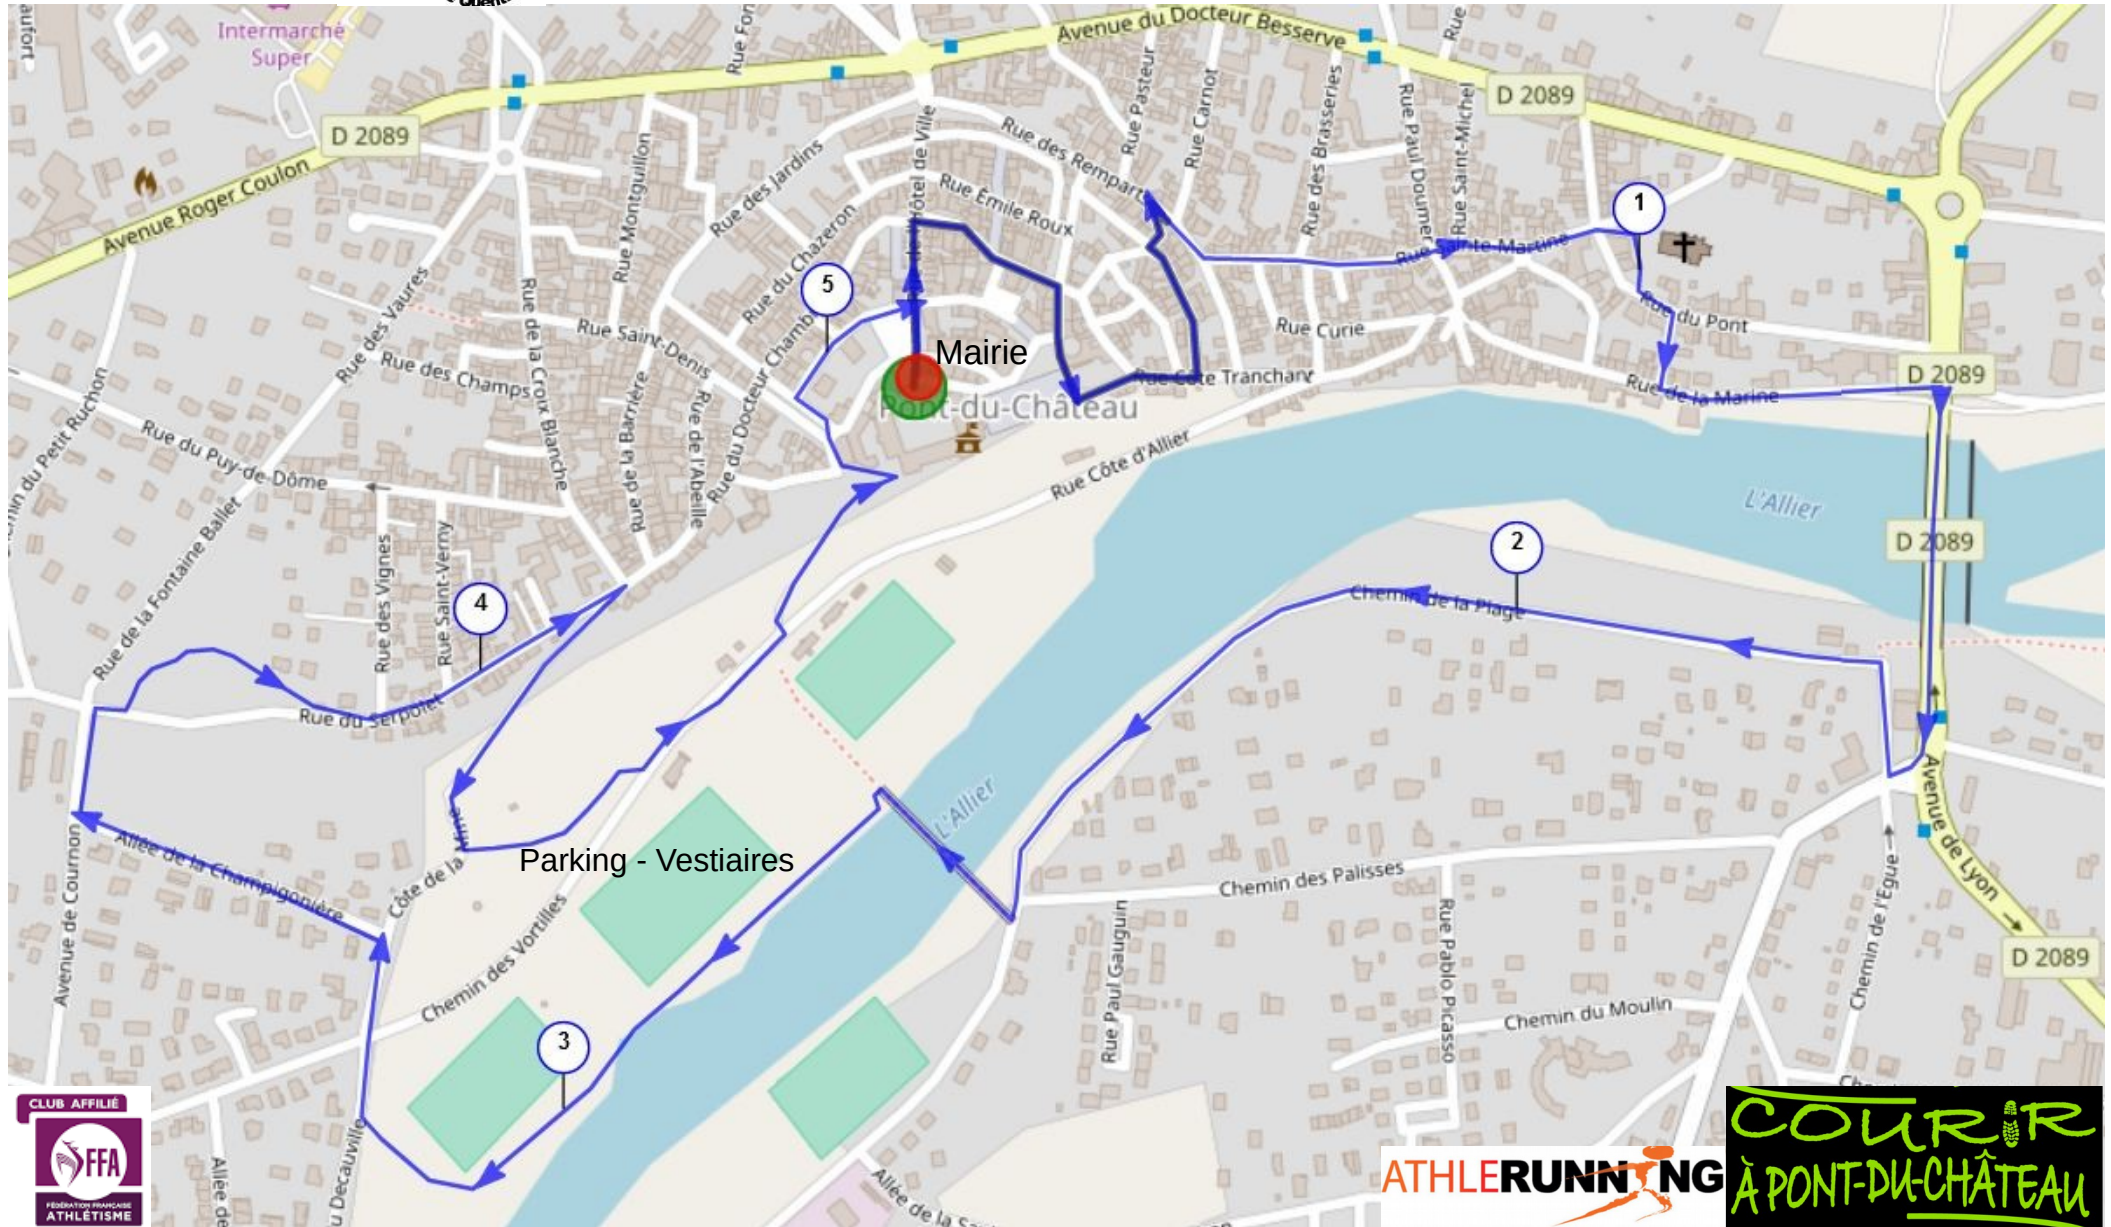 Intermarché
Super
Avenue du Docteur Besserve
D 2089
D 2089
Avenue Roger Coulon
Rue Montguillon
Rue des Jardins
Rue du Chazeron
Rue des Rempart
Rue Émile Roux
Rue Pasteur
Rue Carnot
Rue des Brasseries
Rue Paul Doumer
Rue Saint-Michel
Rue Sainte-Martine
1
Rue du Pont
Rue Curie
Rue de la Marine
D 2089
5
Mairie
Pont-du-Château
Rue Côte Tranchard
Rue Côte d'Allier
Rue des Vaures
Rue de la Croix Blanche
Rue Saint-Denis
Rue des Champs
Rue de la Barrière
Rue de l'Abeille
Rue du Docteur Chamb
Rue du Puy-de-Dôme
Rue de la Fontaine Ballet
Rue des Vignes
Rue Saint-Verny
4
Rue du Serpolet
L'Allier
D 2089
2
Chemin de la Plage
L'Allier
Avenue de Lyon
Allée de la Champignonière
Avenue de Cournon
Côte de la
Parking - Vestiaires
Chemin des Vortilles
3
Chemin des Palisses
Rue Paul Gauguin
Rue Pablo Picasso
Chemin du Moulin
Chemin de l'Egue
D 2089
CLUB AFFILIÉ
FFA
FÉDÉRATION FRANÇAISE
ATHLÉTISME
ATHLERUNNING
COURIR
À PONT-DU-CHÂTEAU